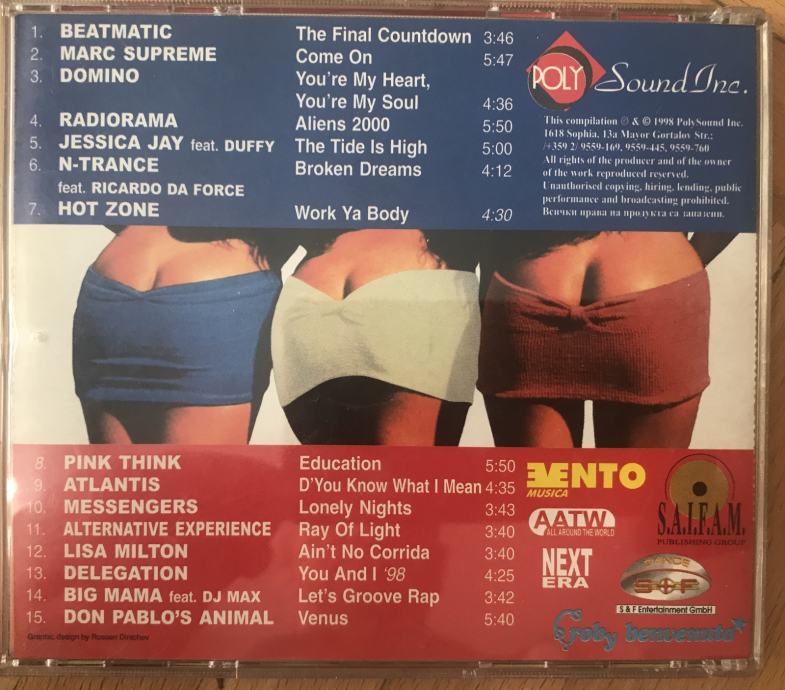 1. BEATMATIC The Final Countdown 3:46
2. MARC SUPREME Come On 5:47
3. DOMINO You're My Heart,
You're My Soul 4:36
4. RADIORAMA Aliens 2000 5:50
5. JESSICA JAY feat. DUFFY The Tide Is High 5:00
6. N-TRANCE Broken Dreams 4:12
feat. RICARDO DA FORCE
7. HOT ZONE Work Ya Body 4:30
POLY Sound Inc.
This compilation ℗ & © 1998 PolySound Inc.
1618 Sophia, 13a Mayor Gortalov Str.;
/+359 2/ 9559-169, 9559-445, 9559-760
All rights of the producer and of the owner
of the work reproduced reserved.
Unauthorised copying, hiring, lending, public
performance and broadcasting prohibited.
Всички права на продукта са запазени.
8. PINK THINK Education 5:50
9. ATLANTIS D'You Know What I Mean 4:35
10. MESSENGERS Lonely Nights 3:43
11. ALTERNATIVE EXPERIENCE Ray Of Light 3:40
12. LISA MILTON Ain't No Corrida 3:40
13. DELEGATION You And I '98 4:25
14. BIG MAMA feat. DJ MAX Let's Groove Rap 3:42
15. DON PABLO'S ANIMAL Venus 5:40
Graphic design by Rossen Dintchev
EVENTO
MUSICA
AATW
ALL AROUND THE WORLD
NEXT
ERA
S.A.I.F.A.M.
PUBLISHING GROUP
DANCE
S&F
S & F Entertainment GmbH
roby benvenuto